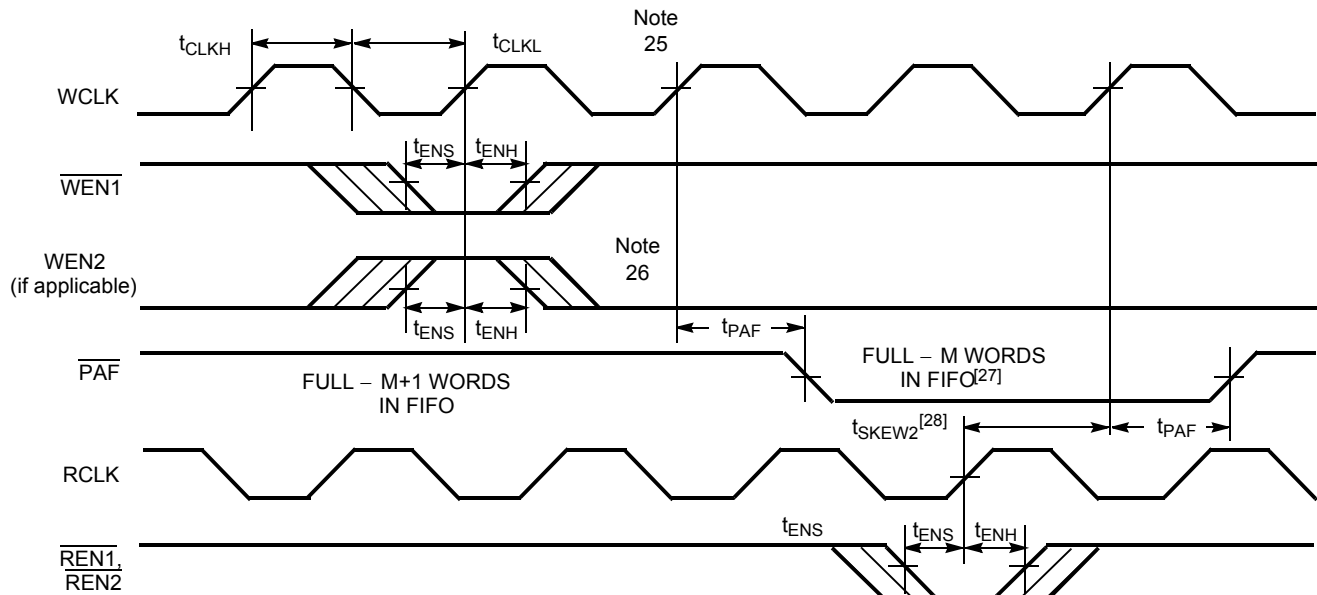 Note
25
tCLKH
tCLKL
WCLK
tENS
tENH
WEN1
Note
26
WEN2
(if applicable)
tENS
tENH
tPAF
PAF
FULL – M+1 WORDS
IN FIFO
FULL – M WORDS
IN FIFO[27]
tSKEW2[28]
tPAF
RCLK
tENS
tENS
tENH
REN1,
REN2